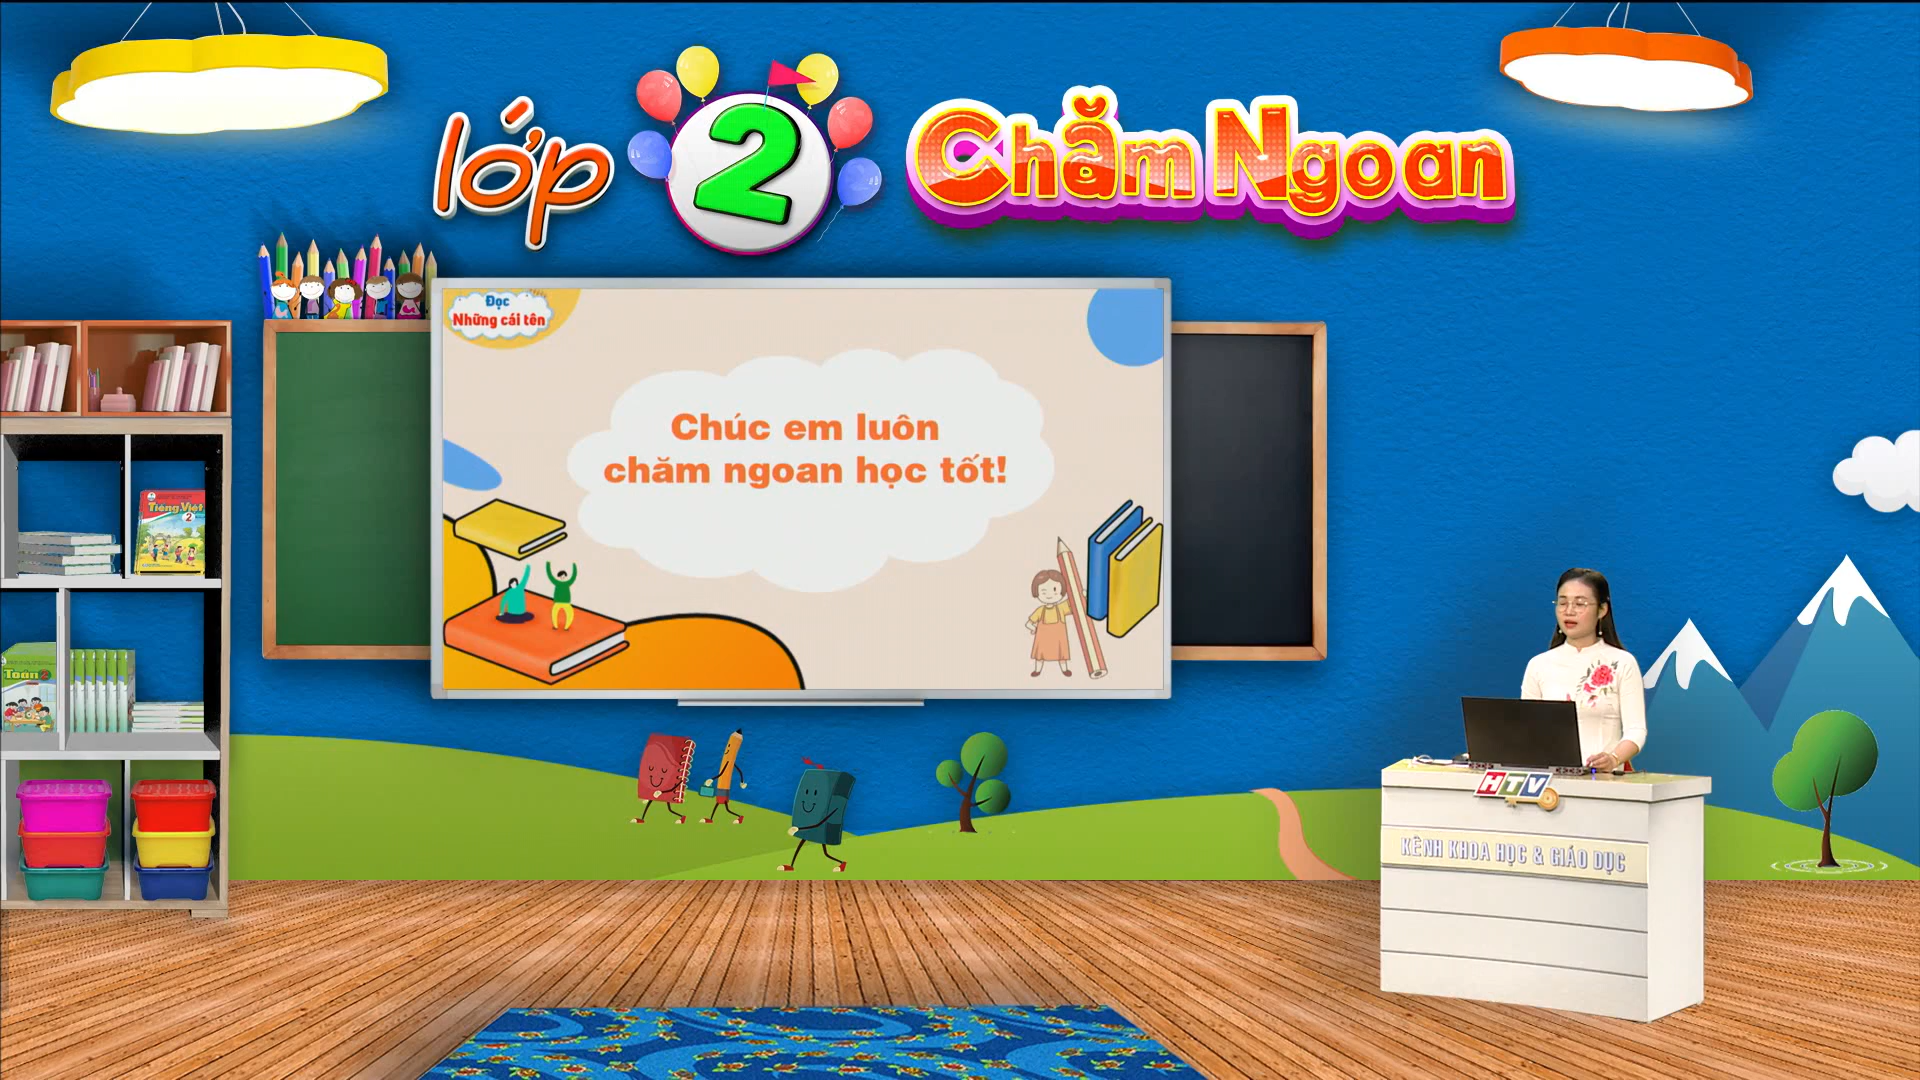 lớp 2 Chăm Ngoan
Đọc
Những cái tên
Chúc em luôn
chăm ngoan học tốt!
Tiếng Việt
2
Toán 2
HTV
KÊNH KHOA HỌC & GIÁO DỤC